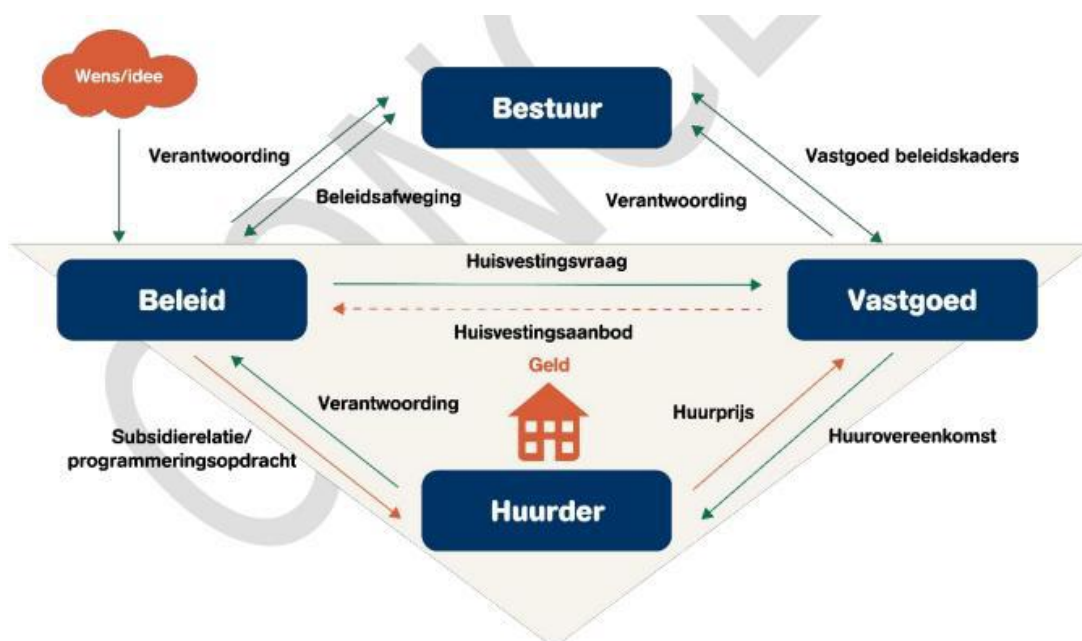 Wens/idee
Bestuur
Verantwoording
Vastgoed beleidskaders
Beleidsafweging
Verantwoording
Huisvestingsvraag
Beleid
Vastgoed
Huisvestingsaanbod
Geld
Verantwoording
Huurprijs
Subsidierelatie/
programmeringsopdracht
Huurovereenkomst
Huurder